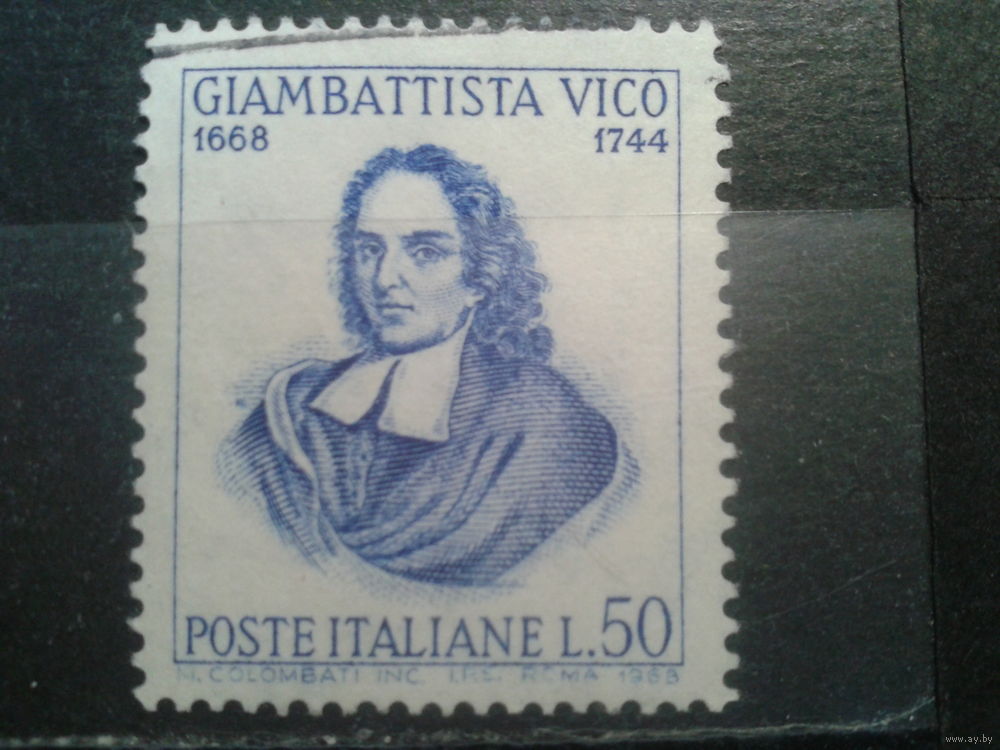 GIAMBATTISTA VICO
1668 1744
POSTE ITALIANE L.50
N. COLOMBATI INC. I.P.S. ROMA 1968
www.ay.by